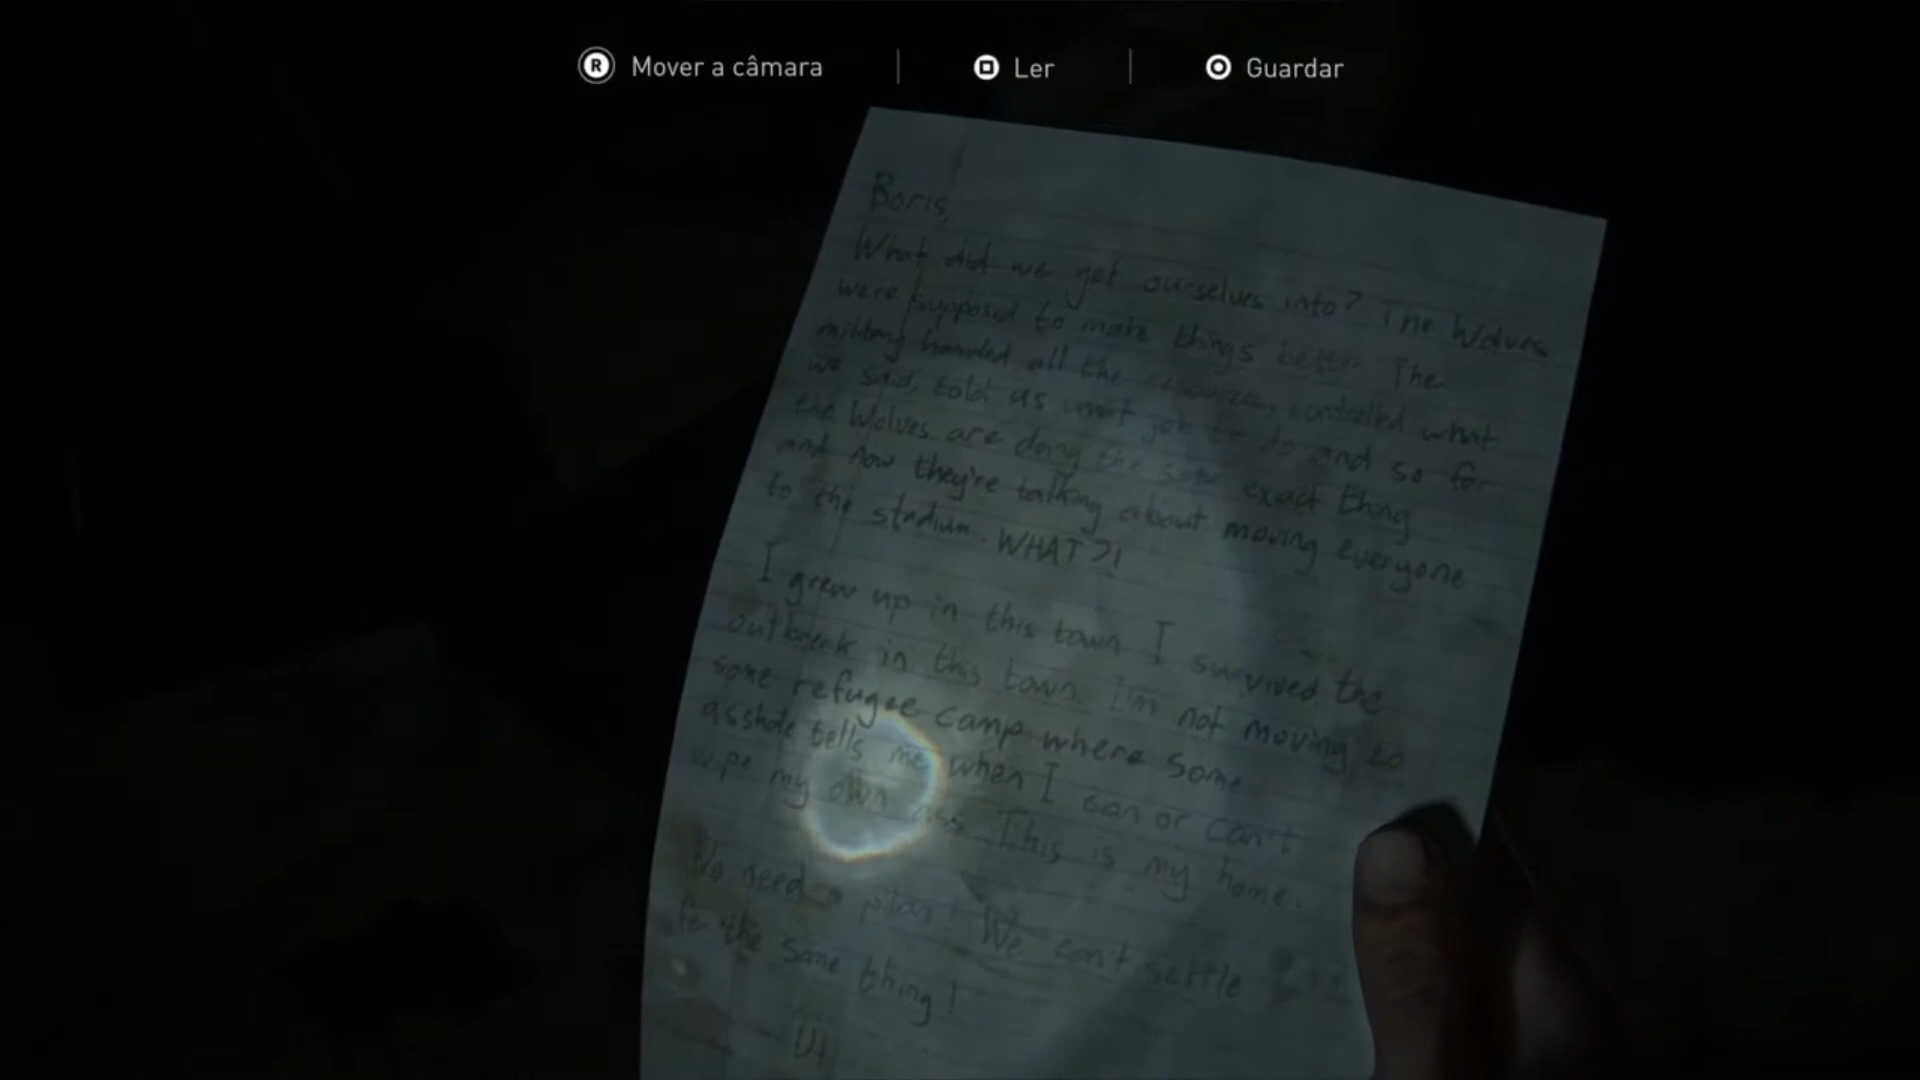 R Mover a câmara Ler Guardar
Boris,
What did we get ourselves into? The Wolves
were supposed to make things better. The
military hoarded all the resources, controlled what
we said, told us what job to do and so far
the Wolves are doing the same exact thing
and now they're talking about moving everyone
to the stadium. WHAT?!
I grew up in this town. I survived the
outbreak in this town. I'm not moving to
some refugee camp where some
asshole tells me when I can or can't
wipe my own ass. This is my home.
need a plan! We can't settle
the same thing!